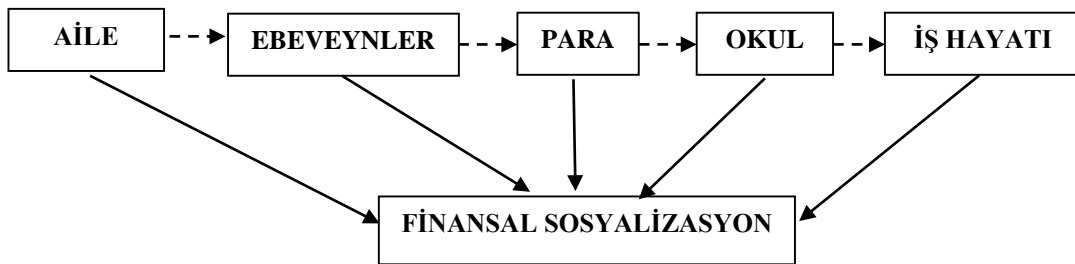 AİLE
EBEVEYNLER
PARA
OKUL
İŞ HAYATI
FİNANSAL SOSYALİZASYON